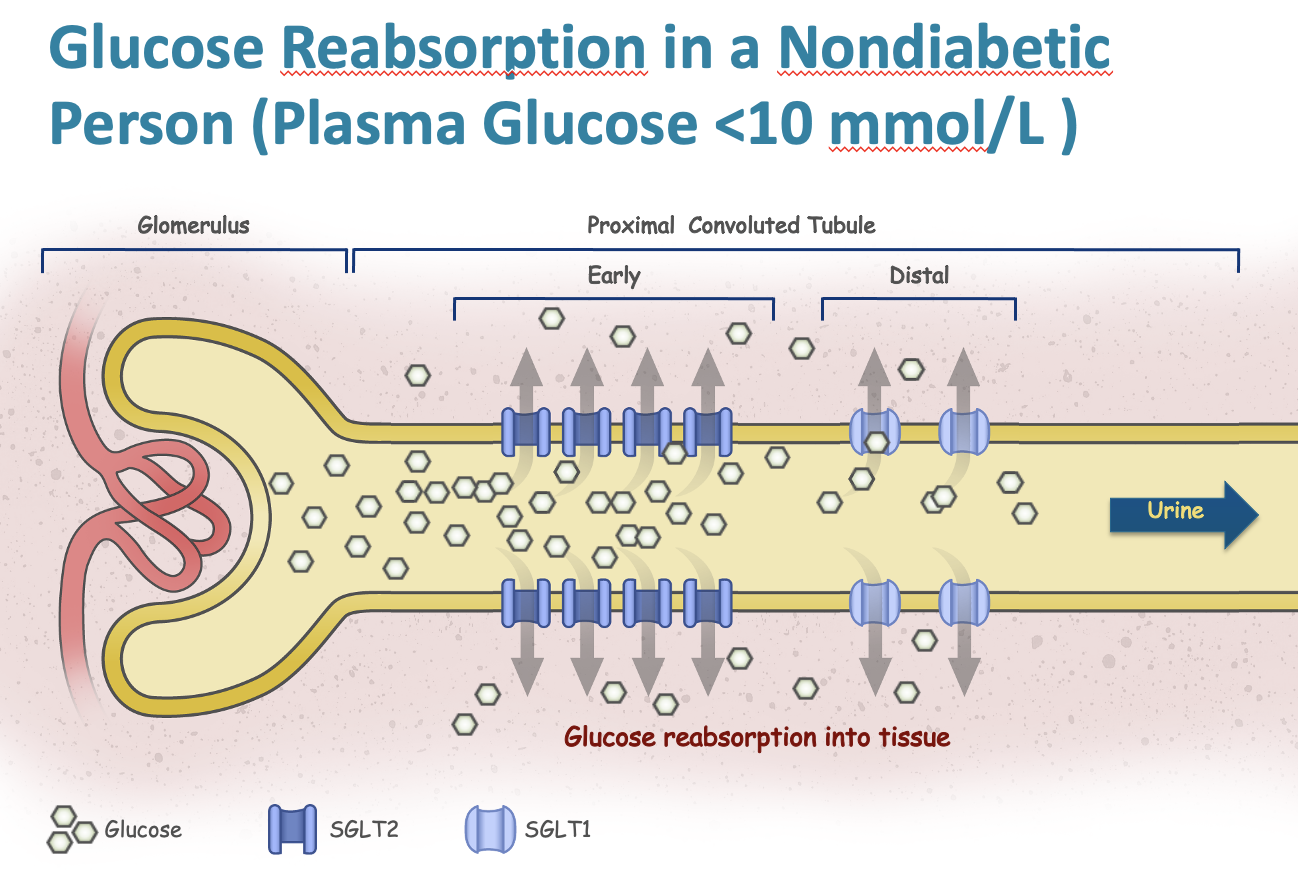 Glucose Reabsorption in a Nondiabetic
Person (Plasma Glucose <10 mmol/L )
Glomerulus
Proximal Convoluted Tubule
Early
Distal
Urine
Glucose reabsorption into tissue
Glucose
SGLT2
SGLT1